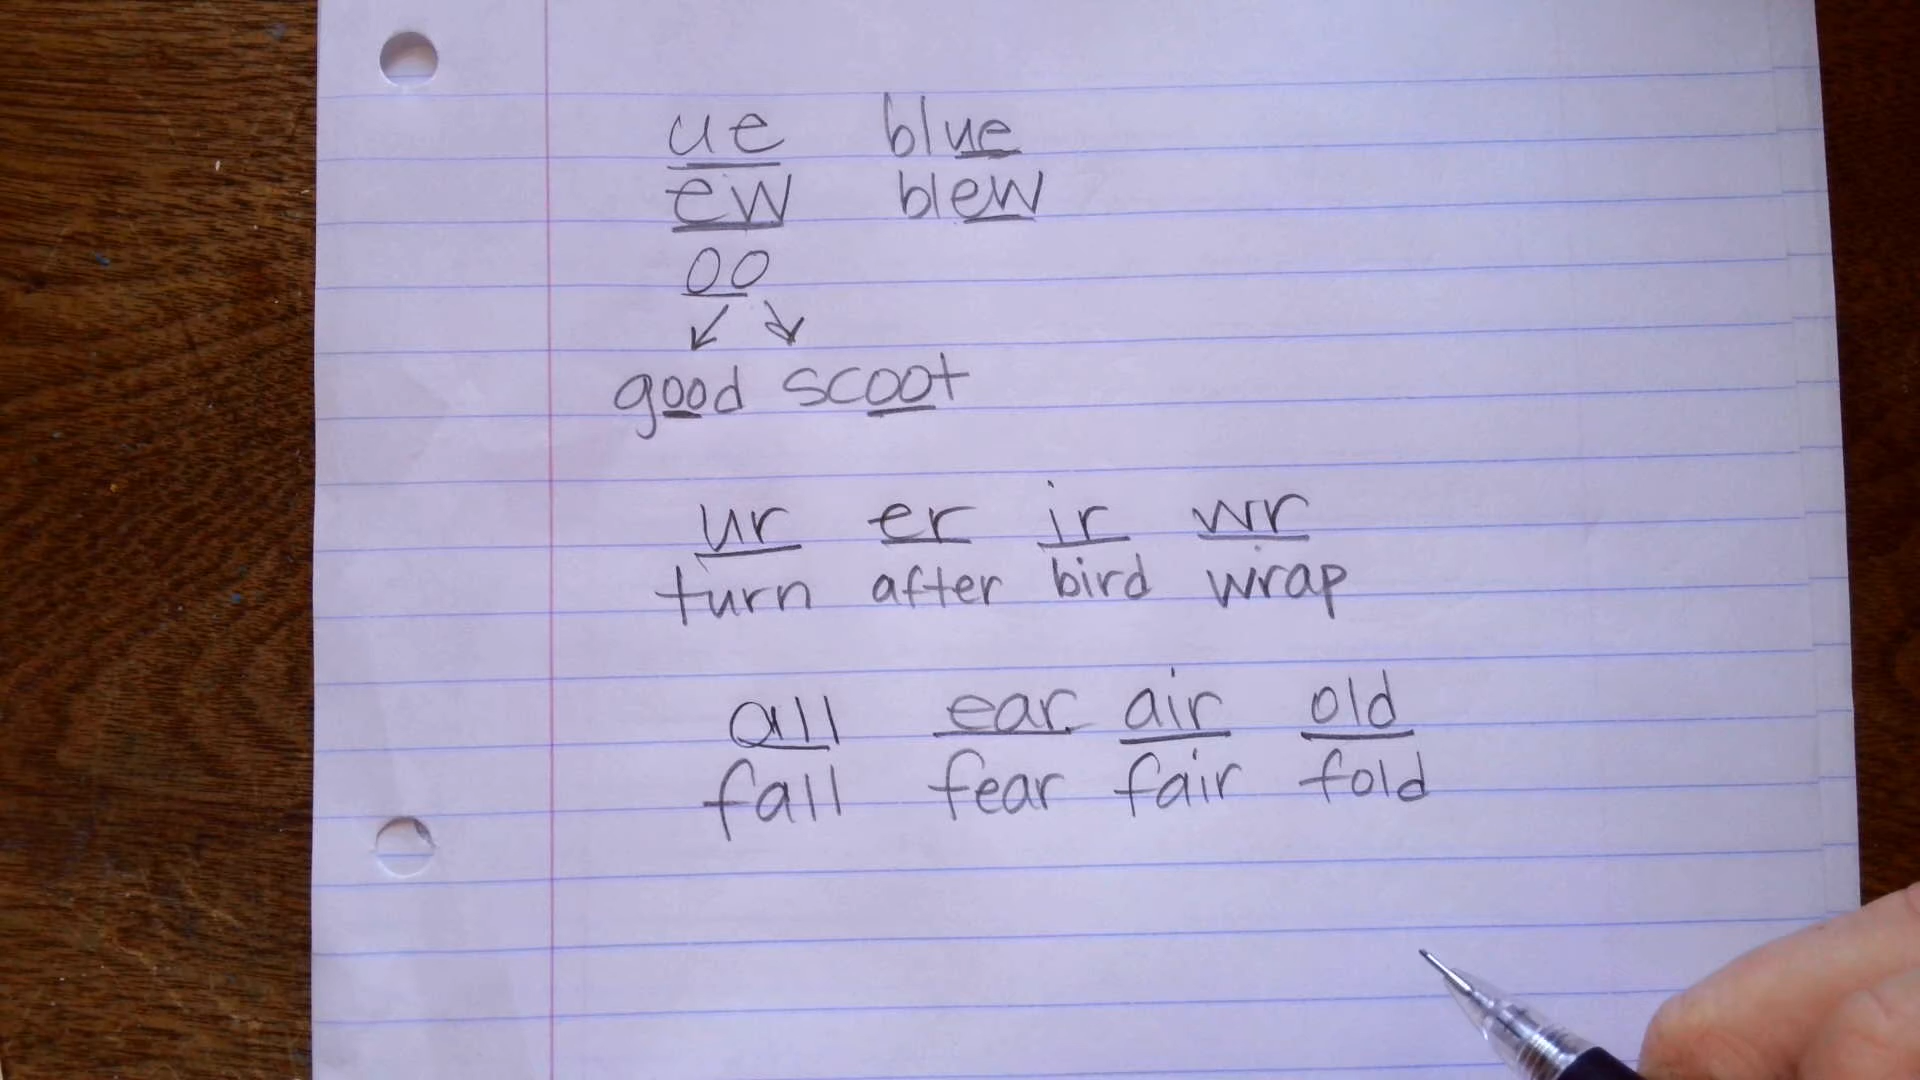 ue blue
ew blew
oo
good scoot
ur er ir wr
turn after bird wrap
all ear air old
fall fear fair fold